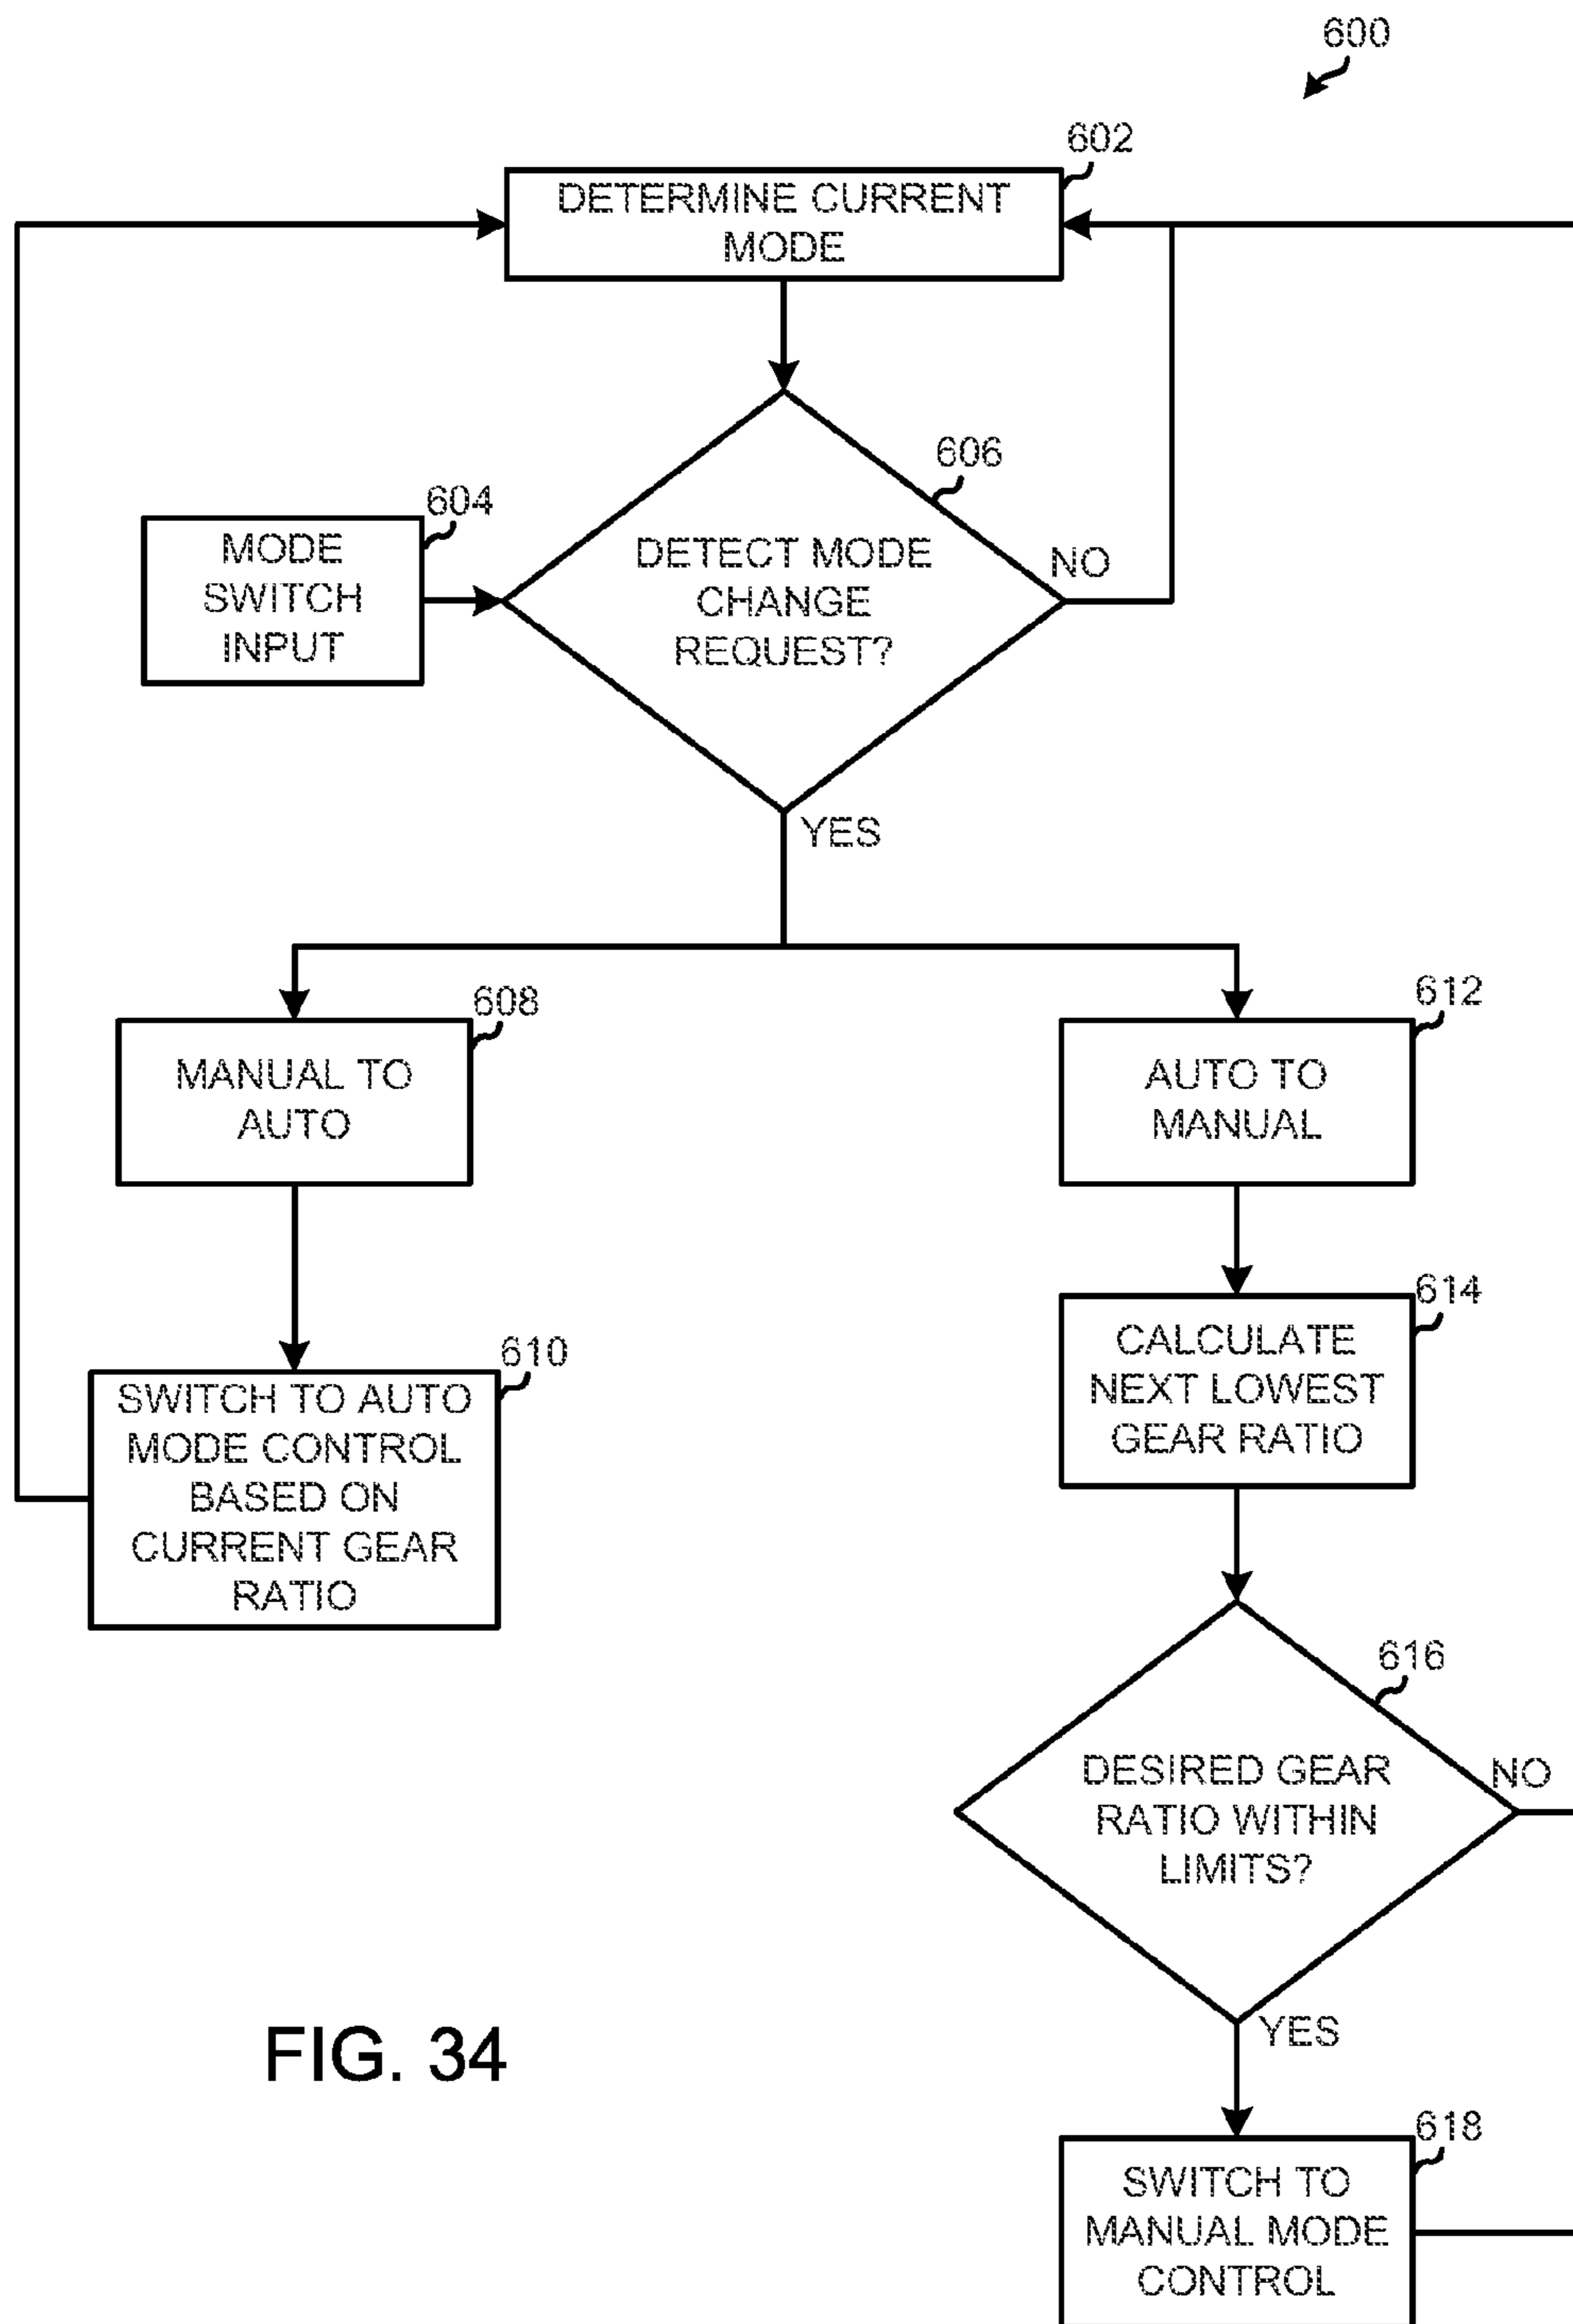 600
602
DETERMINE CURRENT
MODE
606
604
MODE
SWITCH
INPUT
DETECT MODE
CHANGE
REQUEST?
NO
YES
608
MANUAL TO
AUTO
612
AUTO TO
MANUAL
614
CALCULATE
NEXT LOWEST
GEAR RATIO
610
SWITCH TO AUTO
MODE CONTROL
BASED ON
CURRENT GEAR
RATIO
616
DESIRED GEAR
RATIO WITHIN
LIMITS?
NO
YES
FIG. 34
618
SWITCH TO
MANUAL MODE
CONTROL